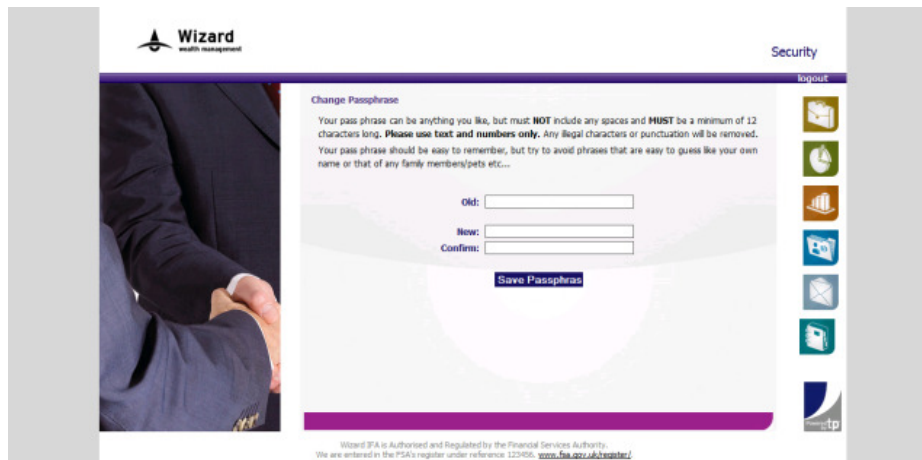 Wizard
wealth management
Security
logout
Change Passphrase
Your pass phrase can be anything you like, but must NOT include any spaces and MUST be a minimum of 12
characters long. Please use text and numbers only. Any illegal characters or punctuation will be removed.
Your pass phrase should be easy to remember, but try to avoid phrases that are easy to guess like your own
name or that of any family members/pets etc...
Old:
New:
Confirm:
Save Passphras
Powered
by tp
Wizard IFA is Authorised and Regulated by the Financial Services Authority.
We are entered in the FSA's register under reference 123456. www.fsa.gov.uk/register/.